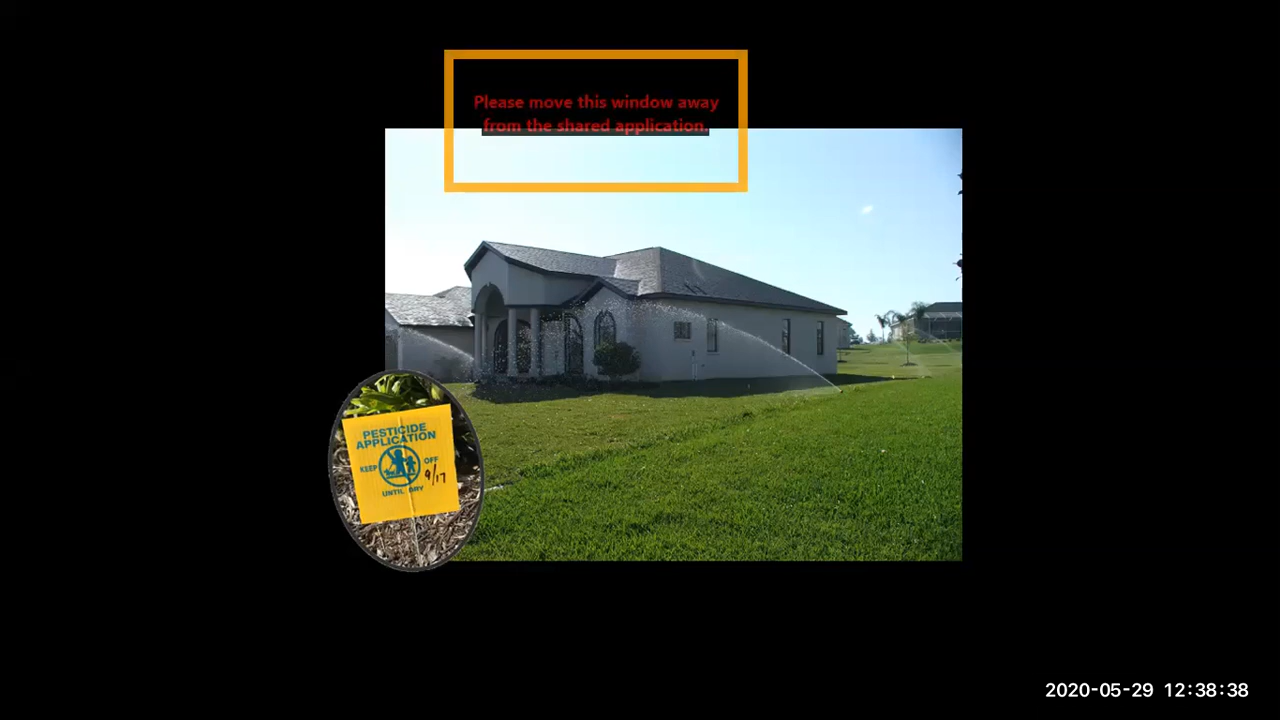 Please move this window away
from the shared application.
PESTICIDE
APPLICATION
KEEP OFF
9/17
UNTIL DRY
2020-05-29 12:38:38